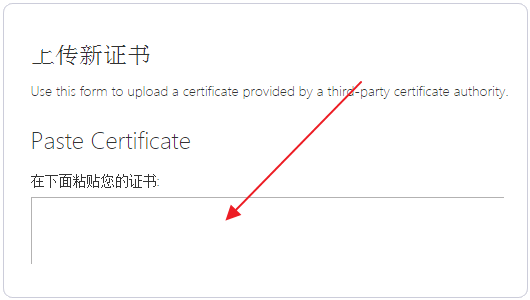 上传新证书
Use this form to upload a certificate provided by a third-party certificate authority.
Paste Certificate
在下面粘贴您的证书: